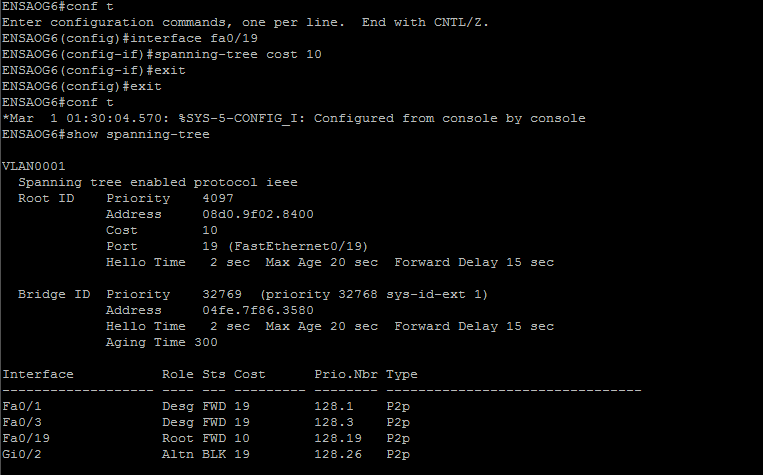 ENSAOG6#conf t
Enter configuration commands, one per line.  End with CNTL/Z.
ENSAOG6(config)#interface fa0/19
ENSAOG6(config-if)#spanning-tree cost 10
ENSAOG6(config-if)#exit
ENSAOG6(config)#exit
ENSAOG6#conf t
*Mar  1 01:30:04.570: %SYS-5-CONFIG_I: Configured from console by console
ENSAOG6#show spanning-tree

VLAN0001
  Spanning tree enabled protocol ieee
  Root ID    Priority    4097
             Address     08d0.9f02.8400
             Cost        10
             Port        19 (FastEthernet0/19)
             Hello Time   2 sec  Max Age 20 sec  Forward Delay 15 sec

  Bridge ID  Priority    32769  (priority 32768 sys-id-ext 1)
             Address     04fe.7f86.3580
             Hello Time   2 sec  Max Age 20 sec  Forward Delay 15 sec
             Aging Time 300

Interface           Role Sts Cost      Prio.Nbr Type
------------------- ---- --- --------- -------- --------------------------------
Fa0/1               Desg FWD 19        128.1    P2p
Fa0/3               Desg FWD 19        128.3    P2p
Fa0/19              Root FWD 10        128.19   P2p
Gi0/2               Altn BLK 19        128.26   P2p